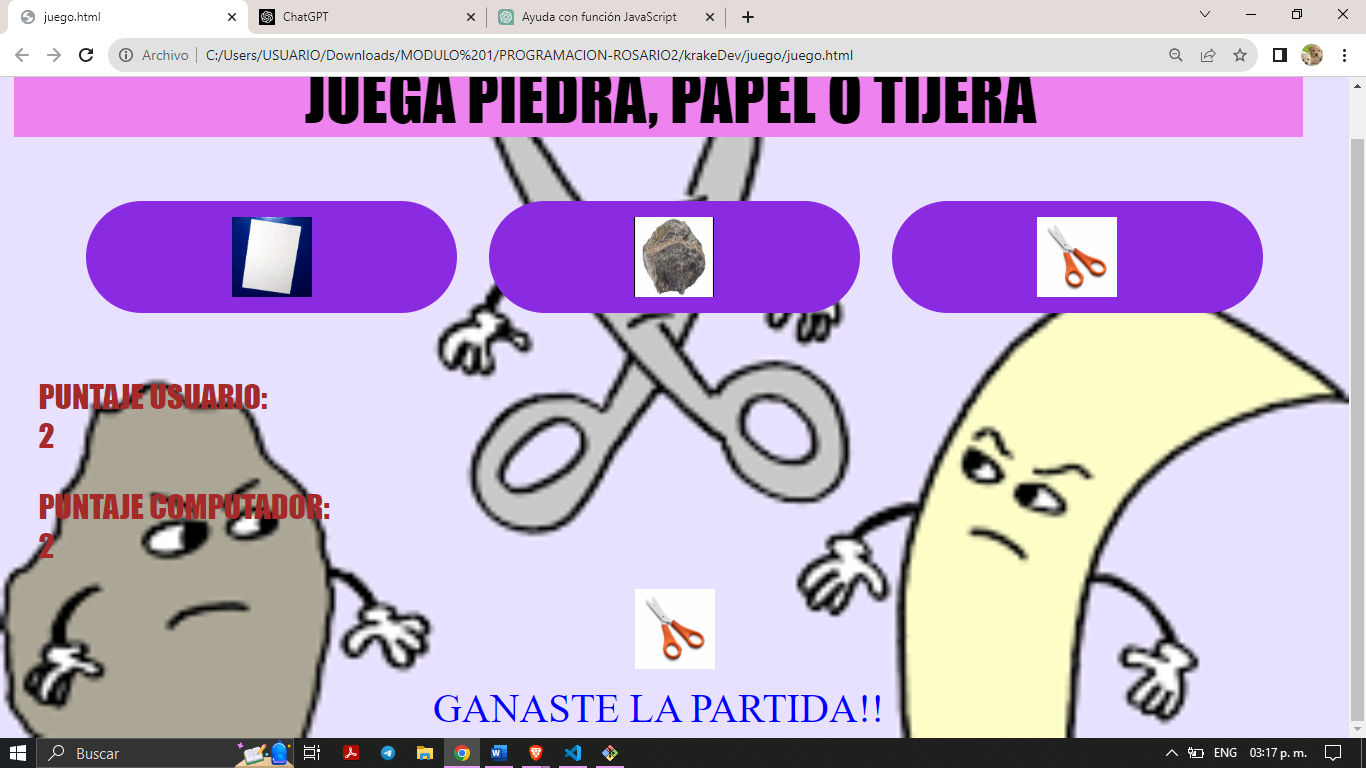 juego.html
ChatGPT
Ayuda con función JavaScript
Archivo
C:/Users/USUARIO/Downloads/MODULO%201/PROGRAMACION-ROSARIO2/krakeDev/juego/juego.html
JUEGA PIEDRA, PAPEL O TIJERA
PUNTAJE USUARIO:
2
PUNTAJE COMPUTADOR:
2
GANASTE LA PARTIDA!!
Buscar
ENG
03:17 p. m.